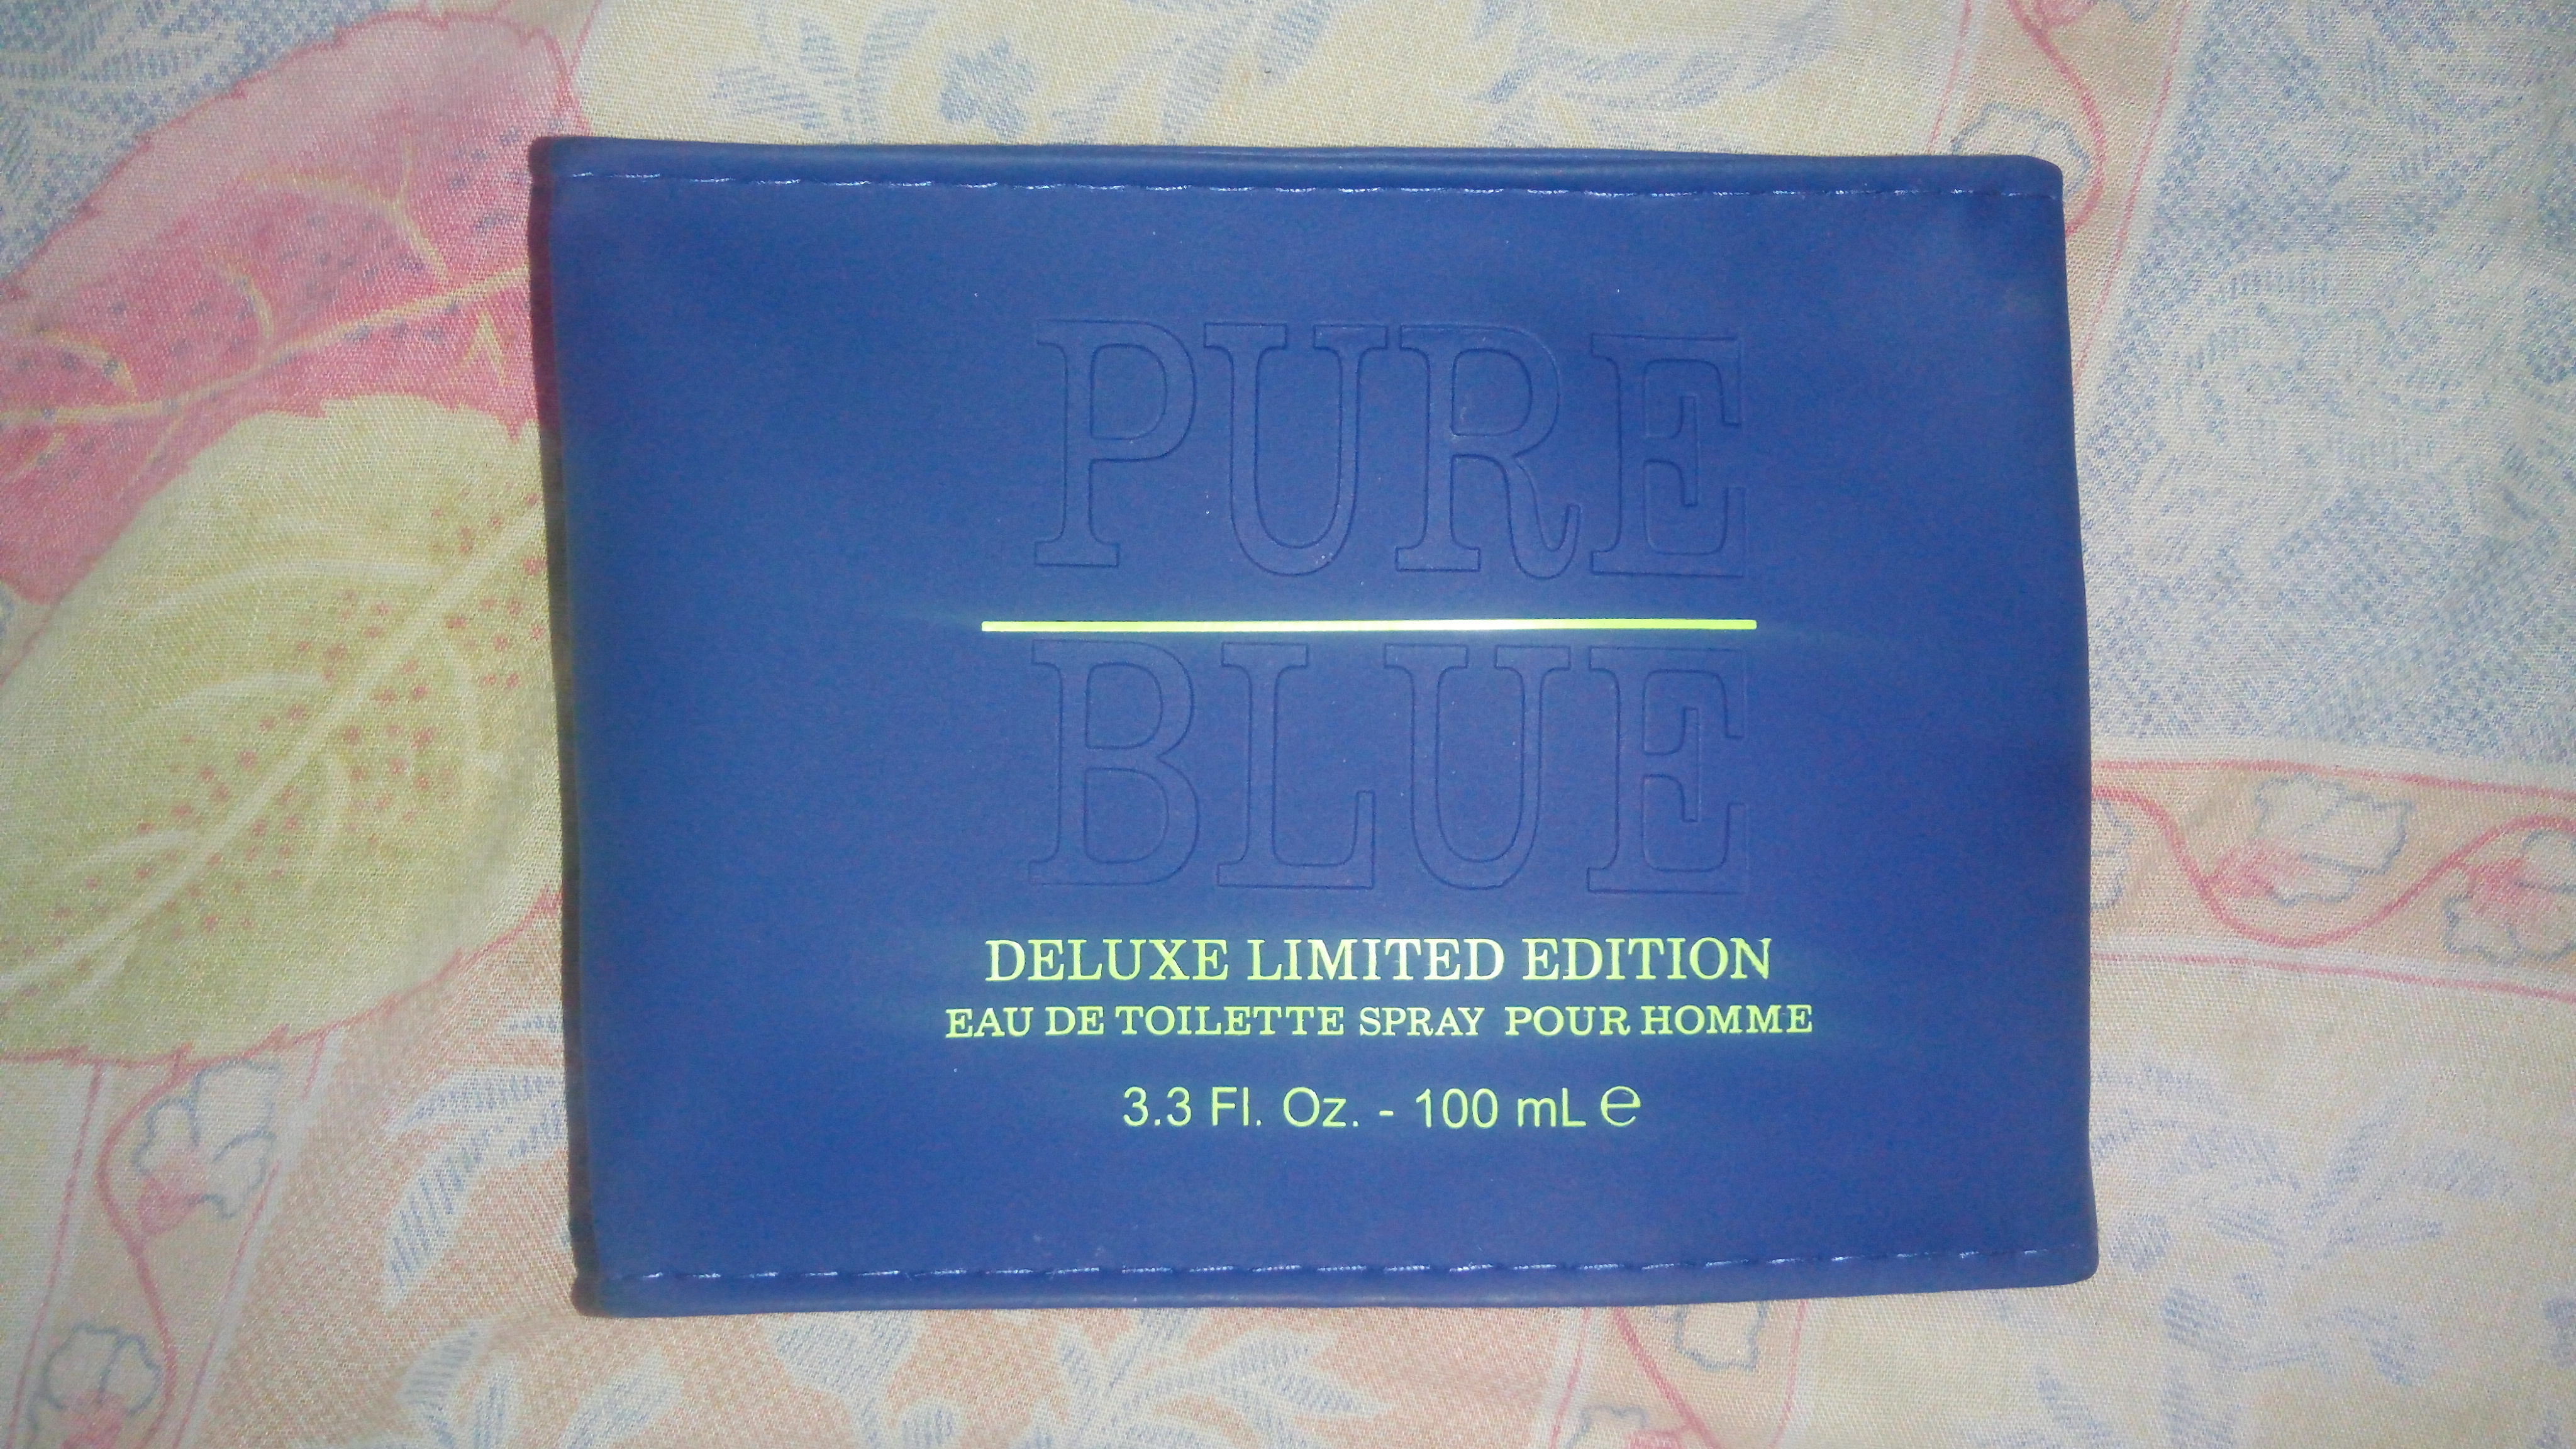 PURE
BLUE
DELUXE LIMITED EDITION
EAU DE TOILETTE SPRAY POUR HOMME
3.3 Fl. Oz. - 100 mL ℮